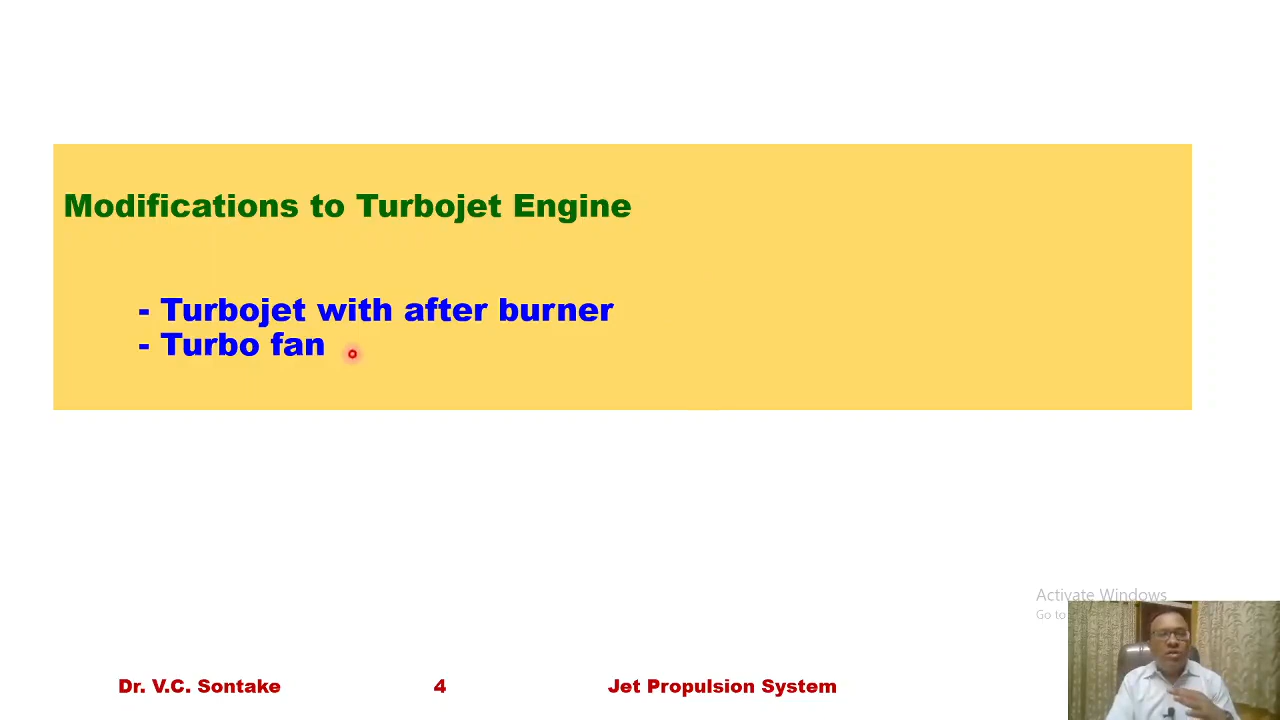 Modifications to Turbojet Engine
- Turbojet with after burner
- Turbo fan
Activate Windows
Go to
Dr. V.C. Sontake 4 Jet Propulsion System